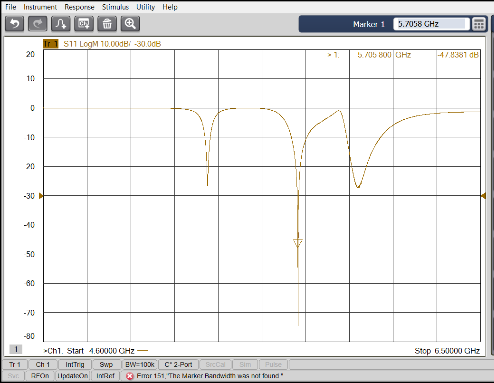 File Instrument Response Stimulus Utility Help
Marker 1 5.7058 GHz
Tr 1 S11 LogM 10.00dB/ -30.0dB
> 1. 5.705 800 GHz -47.8381 dB
20
10
0
10
20
-30
-40
-50
-60
-70
-80
1
>Ch1. Start 4.60000 GHz
Stop 6.50000 GHz
Tr 1 Ch 1 IntTrig Swp BW=100k C* 2-Port SrcCal Sim Pulse
RFOn UpdateOn IntRef Error 151, "The Marker Bandwidth was not found."